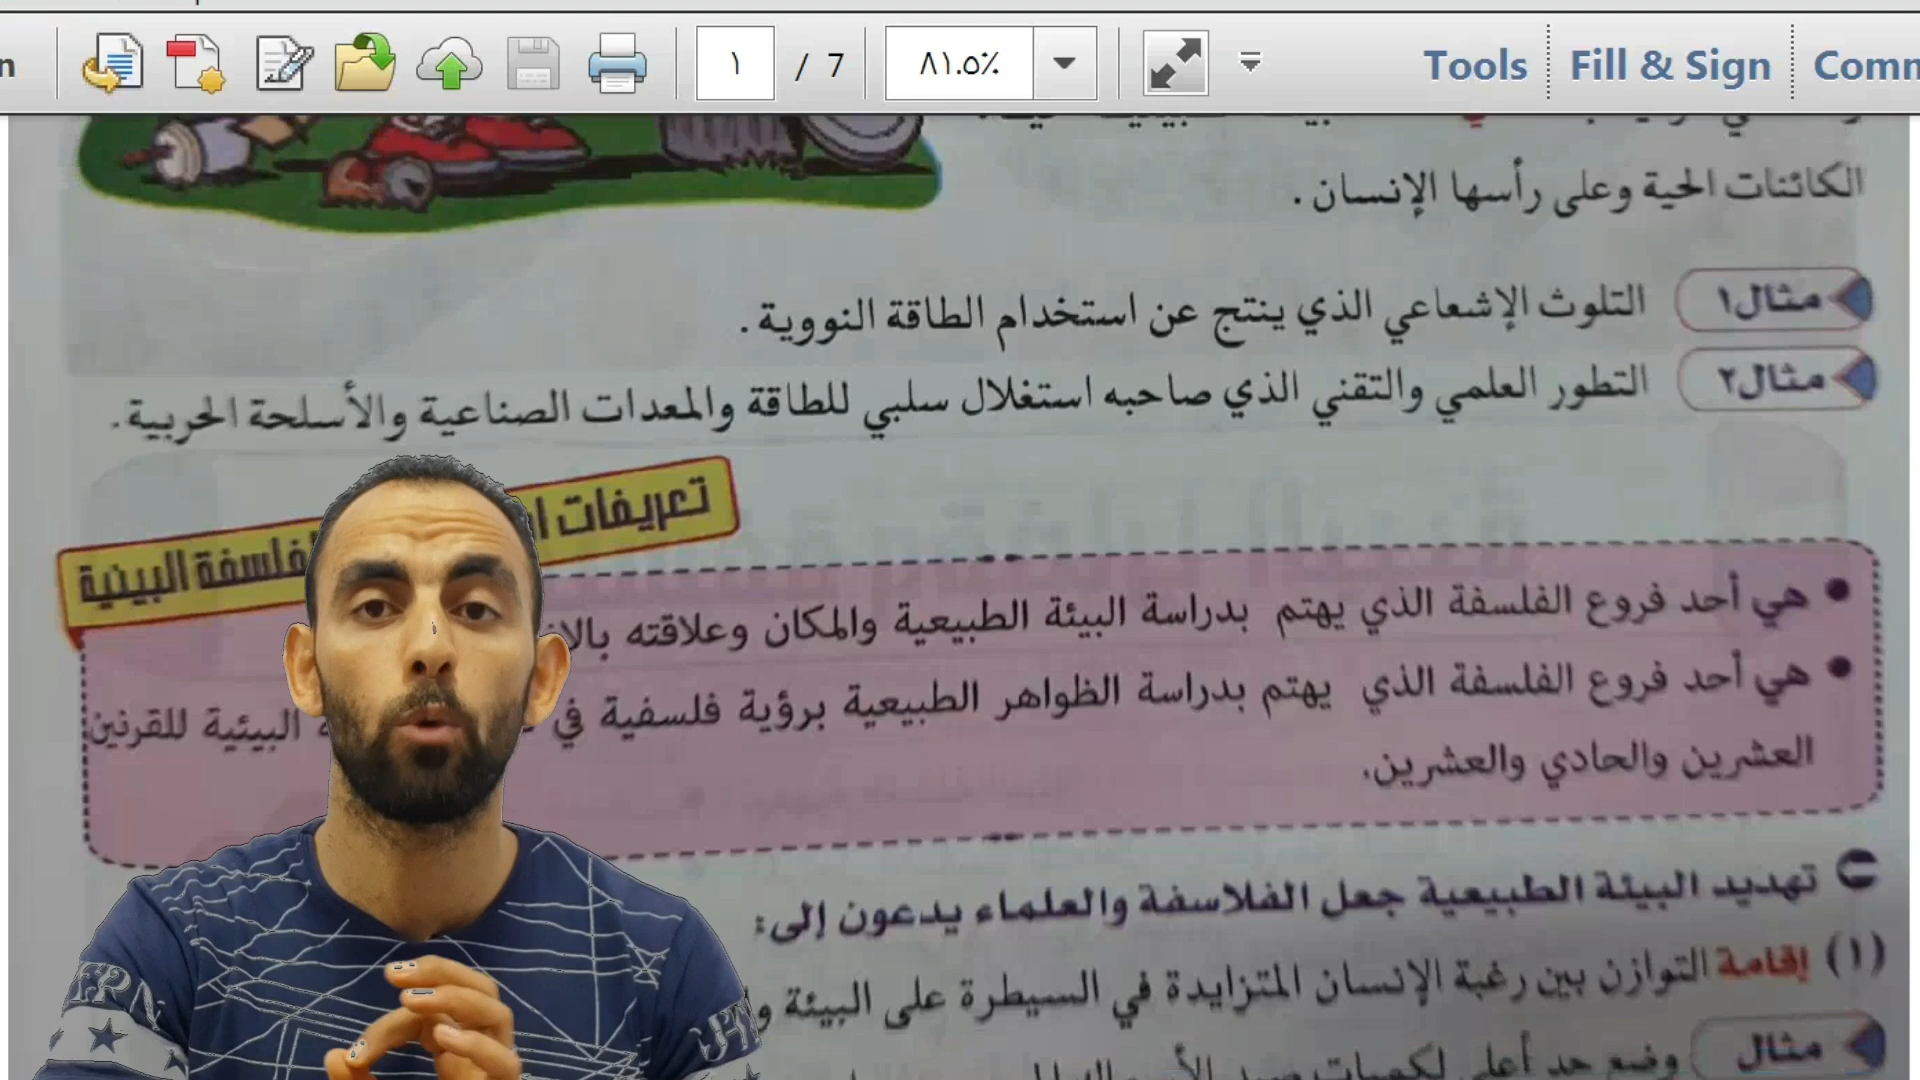 ١ / 7 ٨١.٥٪ Tools Fill & Sign
الكائنات الحية وعلى رأسها الإنسان .
مثال١ التلوث الإشعاعي الذي ينتج عن استخدام الطاقة النووية .
مثال٢ التطور العلمي والتقني الذي صاحبه استغلال سلبي للطاقة والمعدات الصناعية والأسلحة الحربية.
تعريفات الفلسفة البيئية
• هي أحد فروع الفلسفة الذي يهتم بدراسة البيئة الطبيعية والمكان وعلاقته
• هي أحد فروع الفلسفة الذي يهتم بدراسة الظواهر الطبيعية برؤية فلسفية في البيئية للقرنين
العشرين والحادي والعشرين.
تهديد البيئة الطبيعية جعل الفلاسفة والعلماء يدعون إلى:
(١) إقامة التوازن بين رغبة الإنسان المتزايدة في السيطرة على البيئة
مثال وضع حد أعلى لكميات صيد